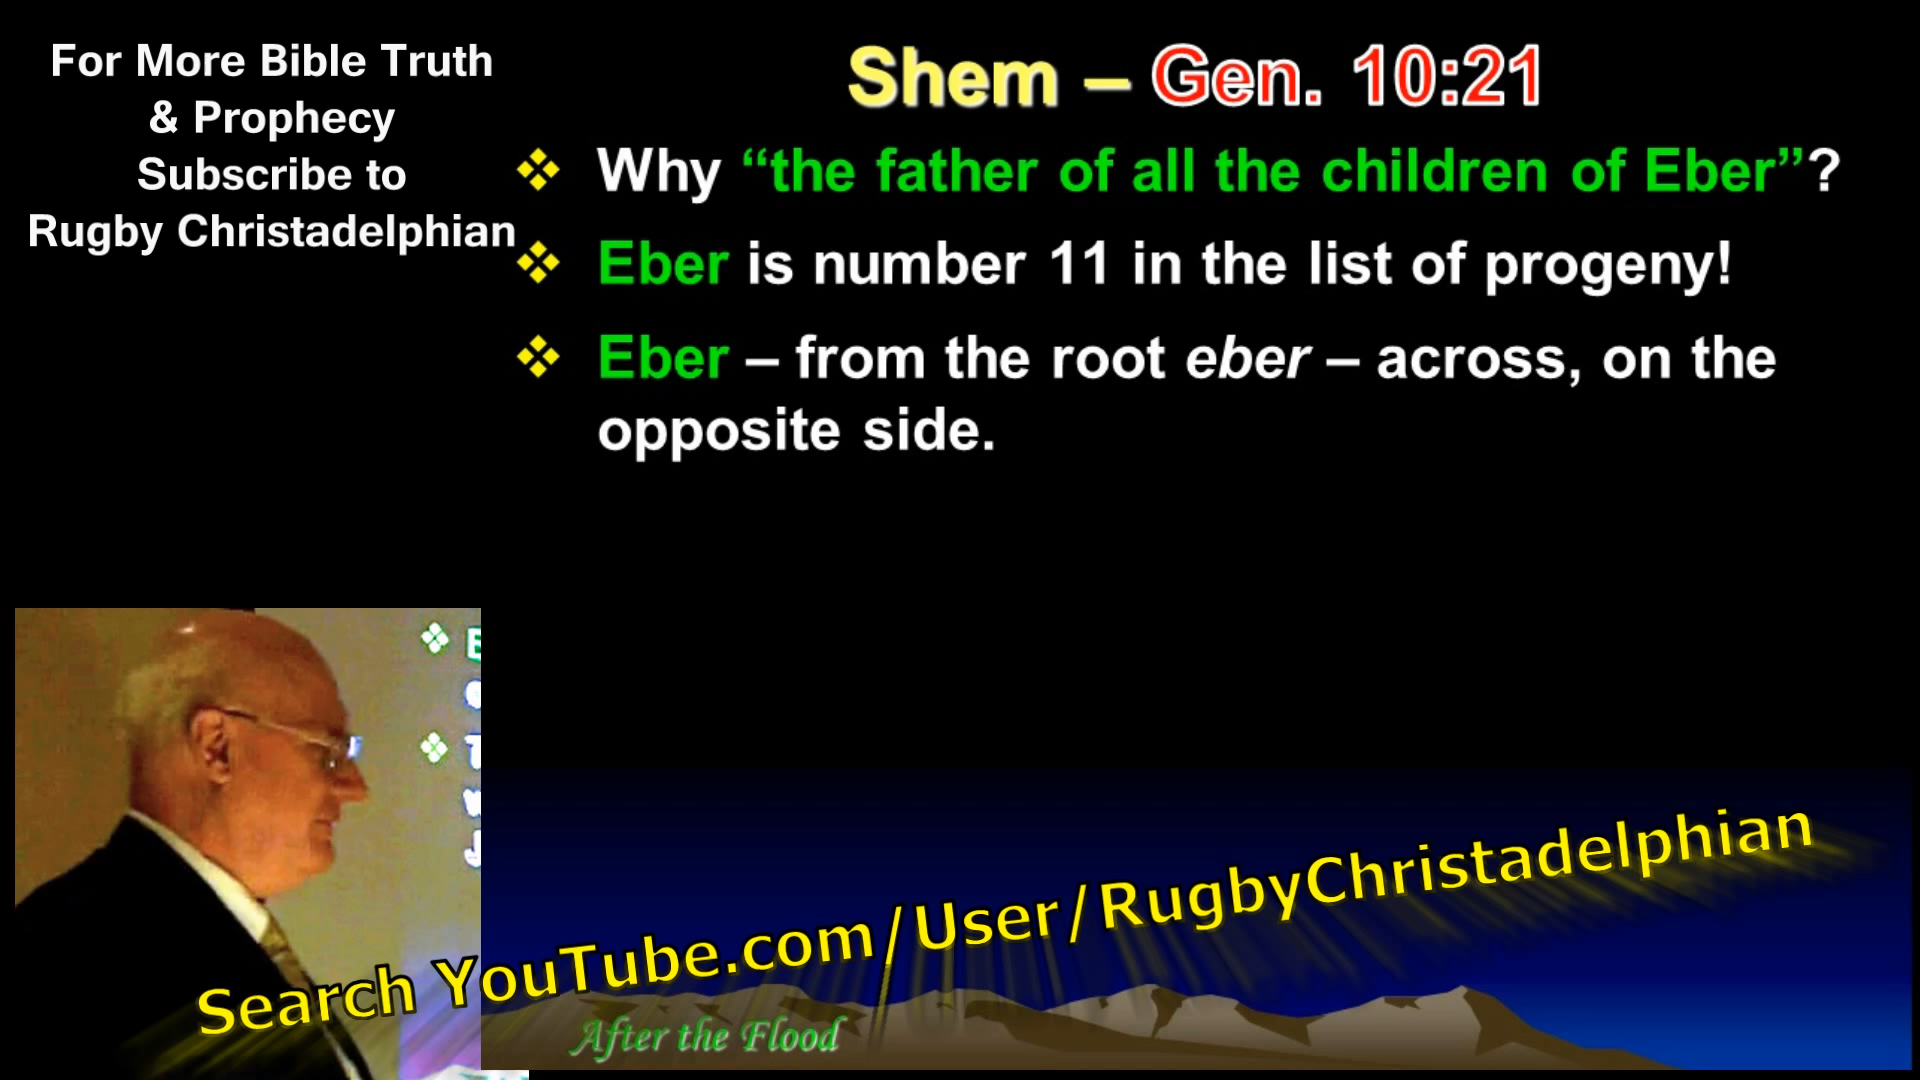 For More Bible Truth
& Prophecy
Subscribe to
Rugby Christadelphian
Shem – Gen. 10:21
❖ Why “the father of all the children of Eber”?
❖ Eber is number 11 in the list of progeny!
❖ Eber – from the root eber – across, on the
opposite side.
Search YouTube.com/User/RugbyChristadelphian
After the Flood